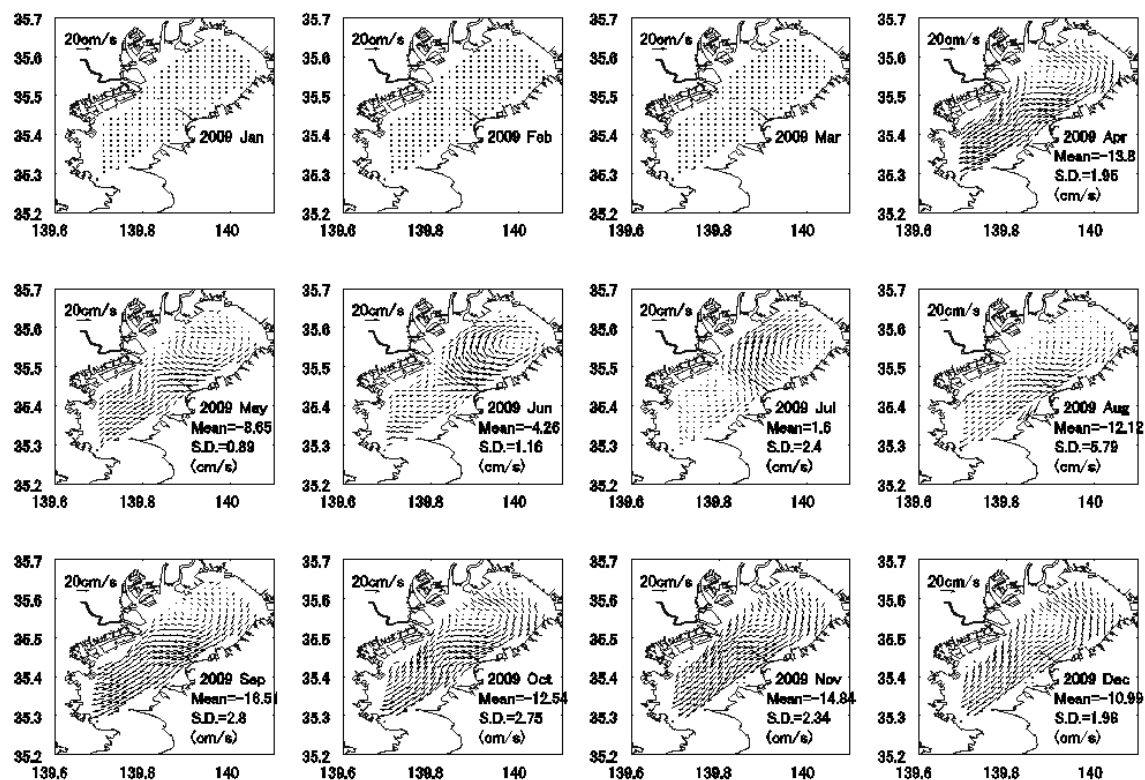 35.7
20cm/s
35.6
35.5
35.4
2009 Jan
35.3
35.2
139.6 139.8 140
35.7
20cm/s
35.6
35.5
35.4
2009 Feb
35.3
35.2
139.6 139.8 140
35.7
20cm/s
35.6
35.5
35.4
2009 Mar
35.3
35.2
139.6 139.8 140
35.7
20cm/s
35.6
35.5
35.4
2009 Apr
Mean=-13.8
35.3
S.D.=1.95
(cm/s)
35.2
139.6 139.8 140
35.7
20cm/s
35.6
35.5
35.4
2009 May
Mean=-8.65
35.3
S.D.=0.89
(cm/s)
35.2
139.6 139.8 140
35.7
20cm/s
35.6
35.5
35.4
2009 Jun
Mean=-4.26
35.3
S.D.=1.16
(cm/s)
35.2
139.6 139.8 140
35.7
20cm/s
35.6
35.5
35.4
2009 Jul
Mean=1.6
35.3
S.D.=2.4
(cm/s)
35.2
139.6 139.8 140
35.7
20cm/s
35.6
35.5
35.4
2009 Aug
Mean=-12.12
35.3
S.D.=5.79
(cm/s)
35.2
139.6 139.8 140
35.7
20cm/s
35.6
35.5
35.4
2009 Sep
Mean=-16.51
35.3
S.D.=2.8
(cm/s)
35.2
139.6 139.8 140
35.7
20cm/s
35.6
35.5
35.4
2009 Oct
Mean=-12.54
35.3
S.D.=2.75
(cm/s)
35.2
139.6 139.8 140
35.7
20cm/s
35.6
35.5
35.4
2009 Nov
Mean=-14.84
35.3
S.D.=2.34
(cm/s)
35.2
139.6 139.8 140
35.7
20cm/s
35.6
35.5
35.4
2009 Dec
Mean=-10.99
35.3
S.D.=1.98
(cm/s)
35.2
139.6 139.8 140